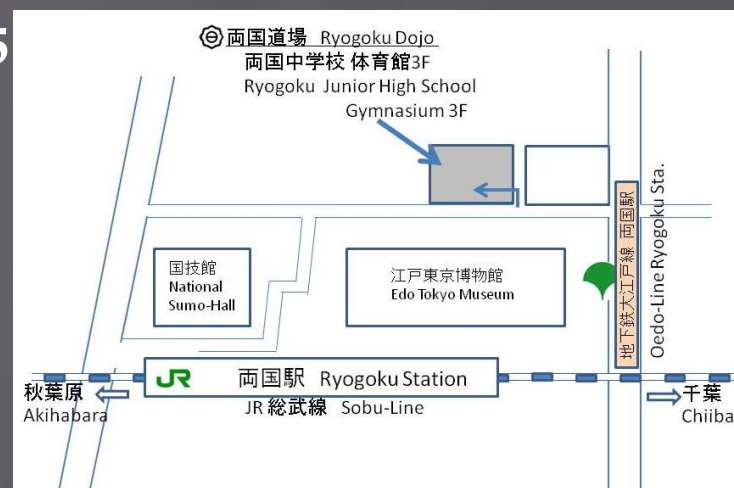 5
両国道場 Ryogoku Dojo
両国中学校 体育館3F
Ryogoku Junior High School
Gymnasium 3F
国技館
National
Sumo-Hall
江戸東京博物館
Edo Tokyo Museum
地下鉄大江戸線 両国駅
Oedo-Line Ryogoku Sta.
JR 両国駅 Ryogoku Station
JR 総武線 Sobu-Line
秋葉原
Akihabara
千葉
Chiiba